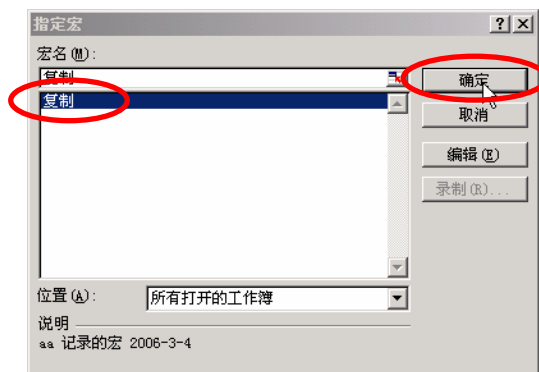 指定宏
宏名(M):
复制
复制
确定
取消
编辑(E)
录制(R)...
位置(A): 所有打开的工作簿
说明
aa 记录的宏 2006-3-4